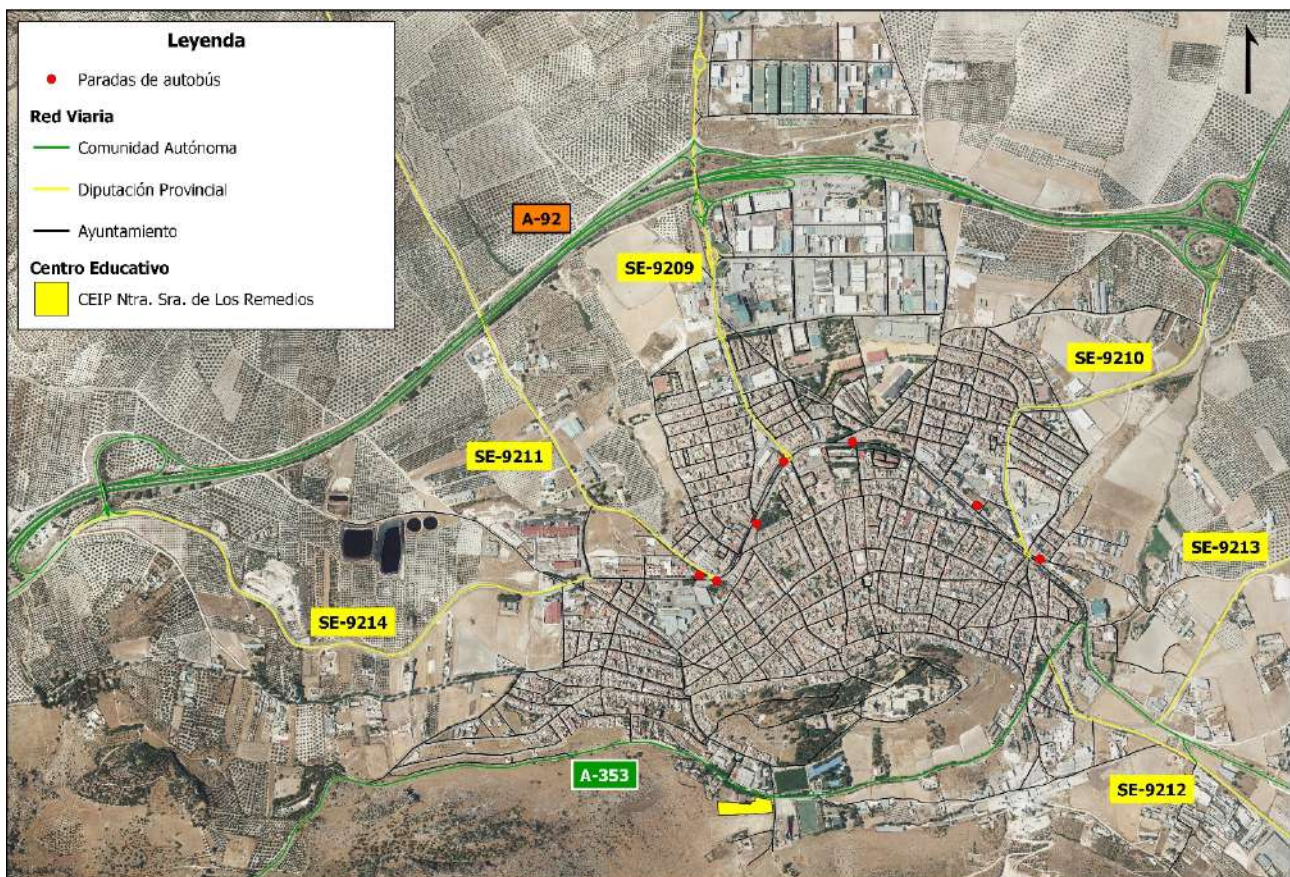 Leyenda
Paradas de autobús
Red Viaria
Comunidad Autónoma
Diputación Provincial
Ayuntamiento
Centro Educativo
CEIP Ntra. Sra. de Los Remedios
A-92
SE-9209
SE-9210
SE-9211
SE-9213
SE-9214
A-353
SE-9212